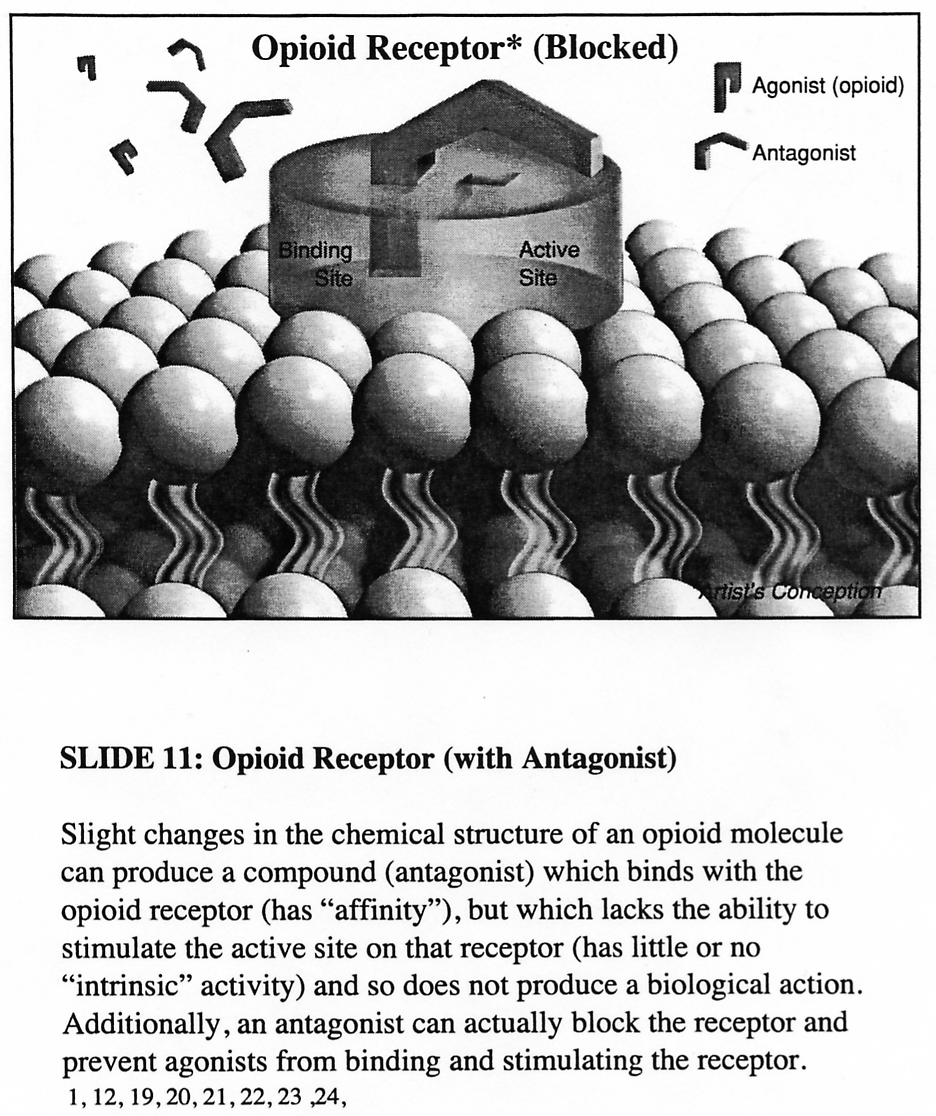 Opioid Receptor* (Blocked)
Agonist (opioid)
Antagonist
Binding
Site
Active
Site
Artist's Conception
SLIDE 11: Opioid Receptor (with Antagonist)
Slight changes in the chemical structure of an opioid molecule
can produce a compound (antagonist) which binds with the
opioid receptor (has “affinity”), but which lacks the ability to
stimulate the active site on that receptor (has little or no
“intrinsic” activity) and so does not produce a biological action.
Additionally, an antagonist can actually block the receptor and
prevent agonists from binding and stimulating the receptor.
1, 12, 19, 20, 21, 22, 23 ,24,